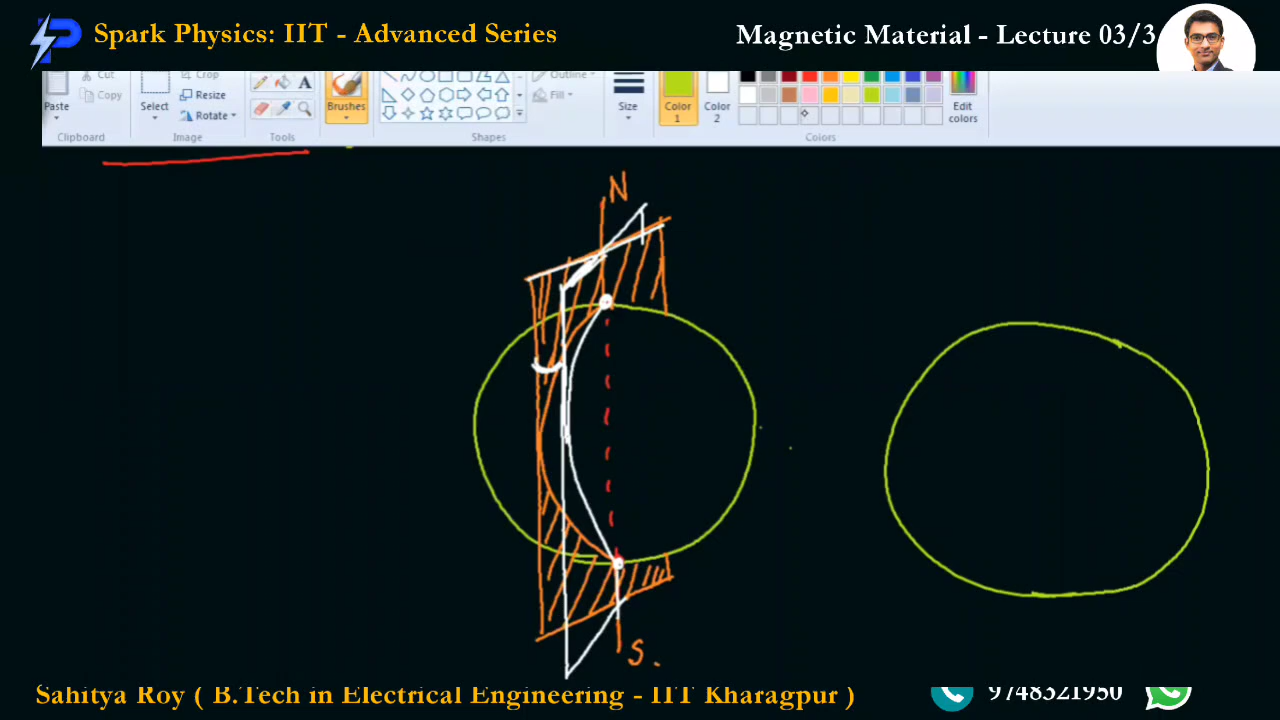 Spark Physics: IIT - Advanced Series
Magnetic Material - Lecture 03/3
Cut
Copy
Paste
Clipboard
Crop
Resize
Rotate
Select
Image
A
Tools
Brushes
Shapes
Outline
Fill
Size
Color 1
Color 2
Edit colors
Colors
N
S.
Sahitya Roy ( B.Tech in Electrical Engineering - IIT Kharagpur )
9748321950